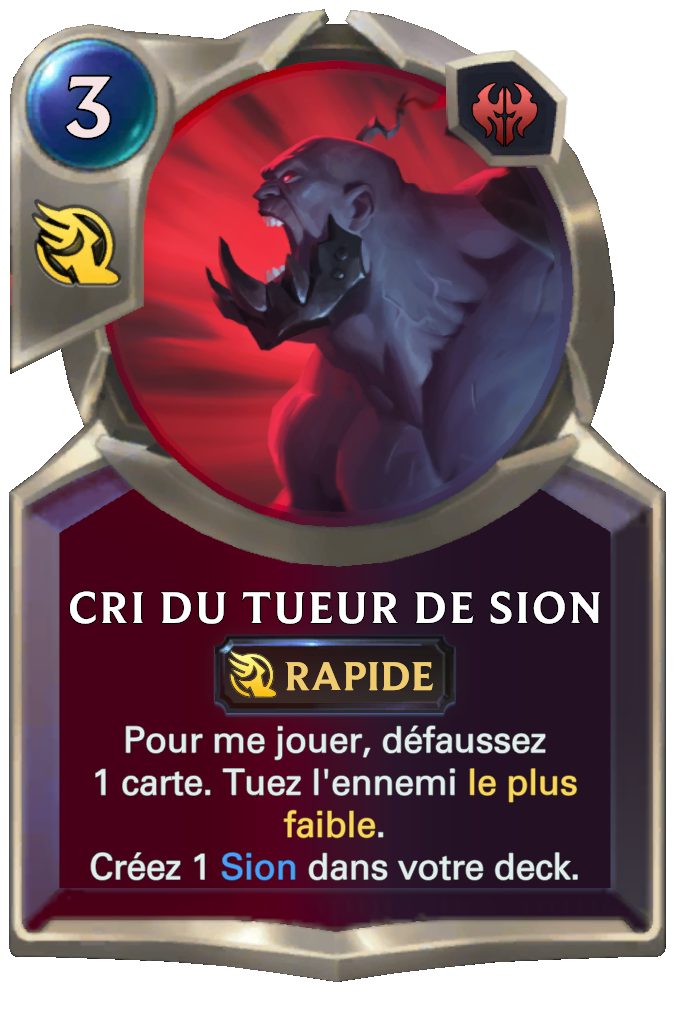 3
CRI DU TUEUR DE SION
RAPIDE
Pour me jouer, défaussez
1 carte. Tuez l'ennemi le plus
faible.
Créez 1 Sion dans votre deck.